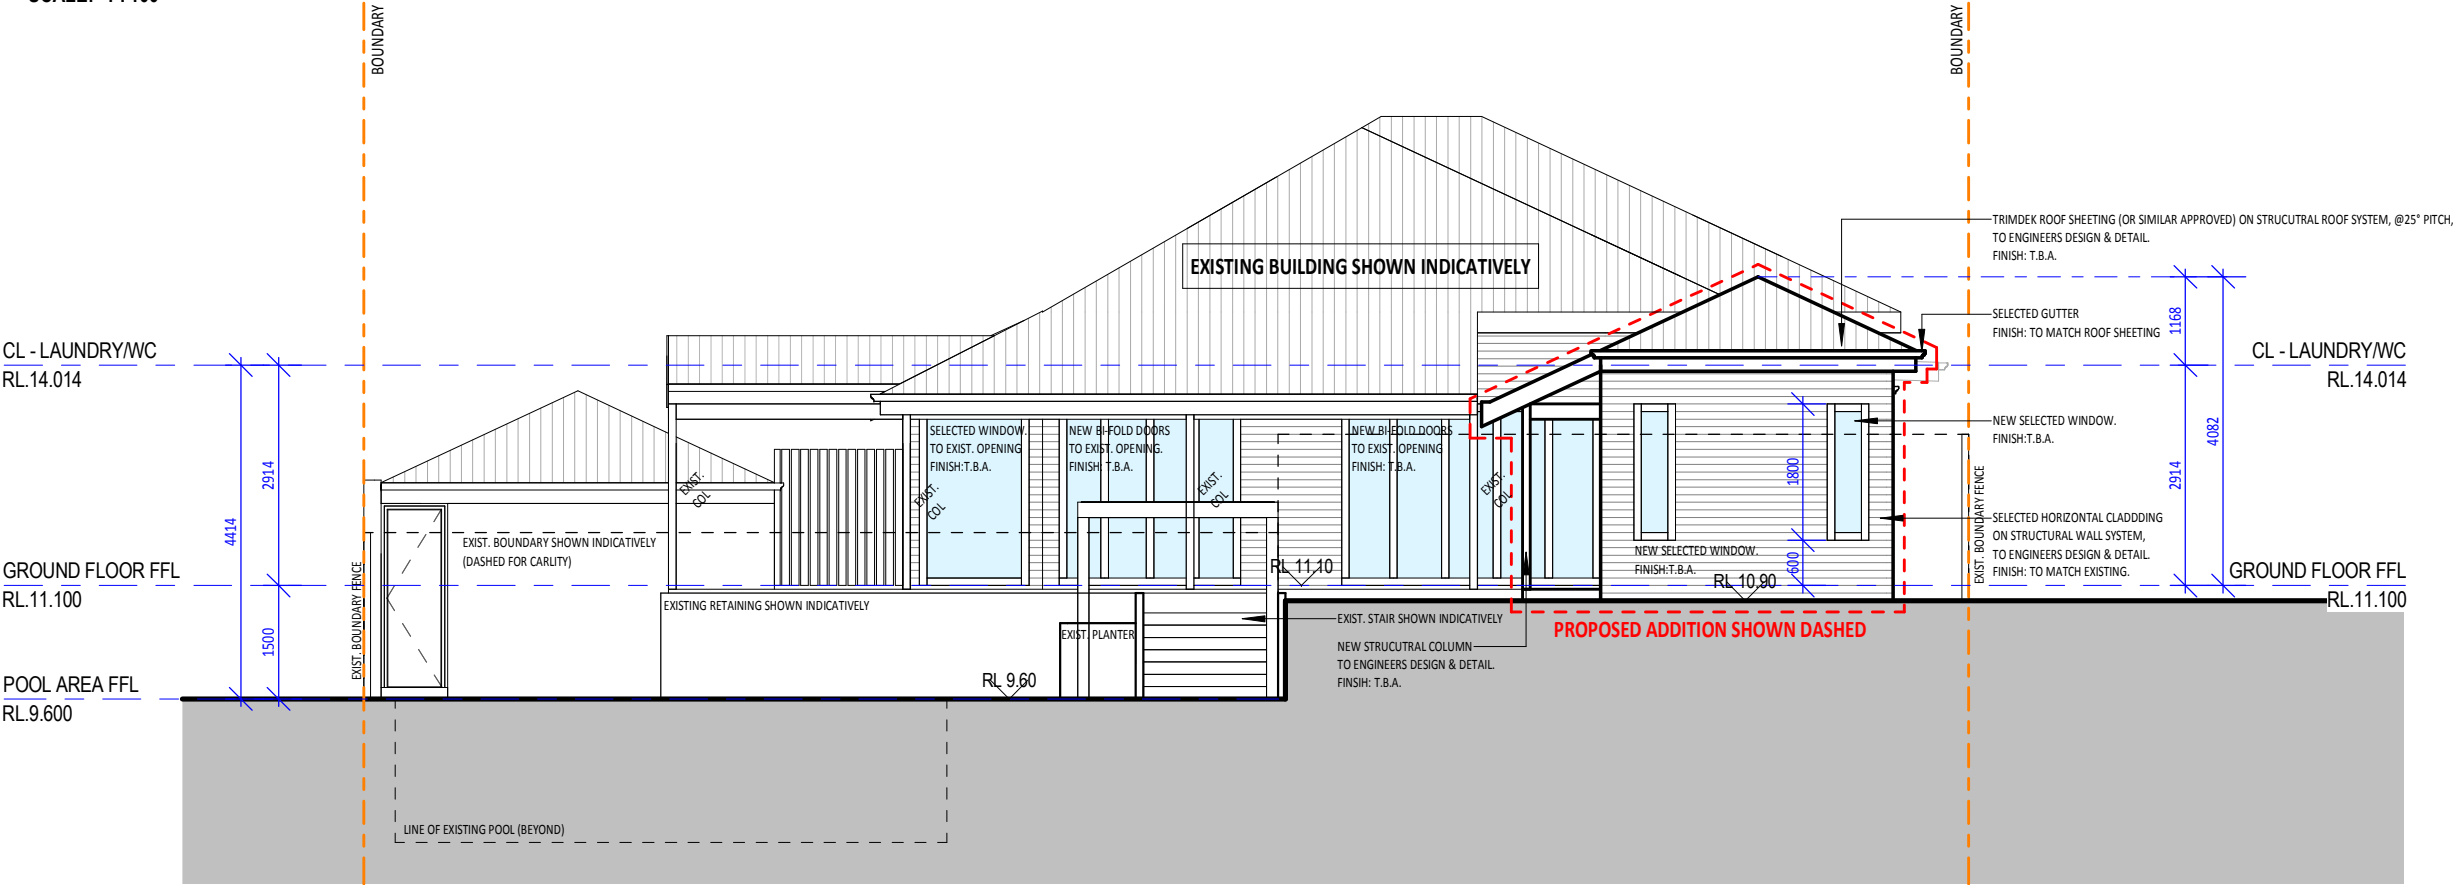 BOUNDARY
BOUNDARY
TRIMDEK ROOF SHEETING (OR SIMILAR APPROVED) ON STRUCUTRAL ROOF SYSTEM, @25° PITCH,
TO ENGINEERS DESIGN & DETAIL.
FINISH: T.B.A.
EXISTING BUILDING SHOWN INDICATIVELY
SELECTED GUTTER
FINISH: TO MATCH ROOF SHEETING
1168
4082
2914
CL - LAUNDRY/WC
RL.14.014
CL - LAUNDRY/WC
RL.14.014
NEW SELECTED WINDOW.
FINISH:T.B.A.
SELECTED WINDOW.
TO EXIST. OPENING
FINISH:T.B.A.
NEW BI-FOLD DOORS
TO EXIST. OPENING.
FINISH: T.B.A.
NEW BI-FOLD DOORS
TO EXIST. OPENING
FINISH: T.B.A.
EXIST.
COL
EXIST.
COL
EXIST.
COL
EXIST.
COL
2914
4414
1500
1800
600
EXIST. BOUNDARY SHOWN INDICATIVELY
(DASHED FOR CARLITY)
EXIST. BOUNDARY FENCE
EXIST. BOUNDARY FENCE
SELECTED HORIZONTAL CLADDDING
ON STRUCTURAL WALL SYSTEM,
TO ENGINEERS DESIGN & DETAIL.
FINISH: TO MATCH EXISTING.
NEW SELECTED WINDOW.
FINISH:T.B.A.
GROUND FLOOR FFL
RL.11.100
RL 11.10
RL 10.90
GROUND FLOOR FFL
RL.11.100
EXISTING RETAINING SHOWN INDICATIVELY
EXIST. STAIR SHOWN INDICATIVELY
EXIST. PLANTER
PROPOSED ADDITION SHOWN DASHED
NEW STRUCUTRAL COLUMN
TO ENGINEERS DESIGN & DETAIL.
FINSIH: T.B.A.
POOL AREA FFL
RL.9.600
RL 9.60
LINE OF EXISTING POOL (BEYOND)